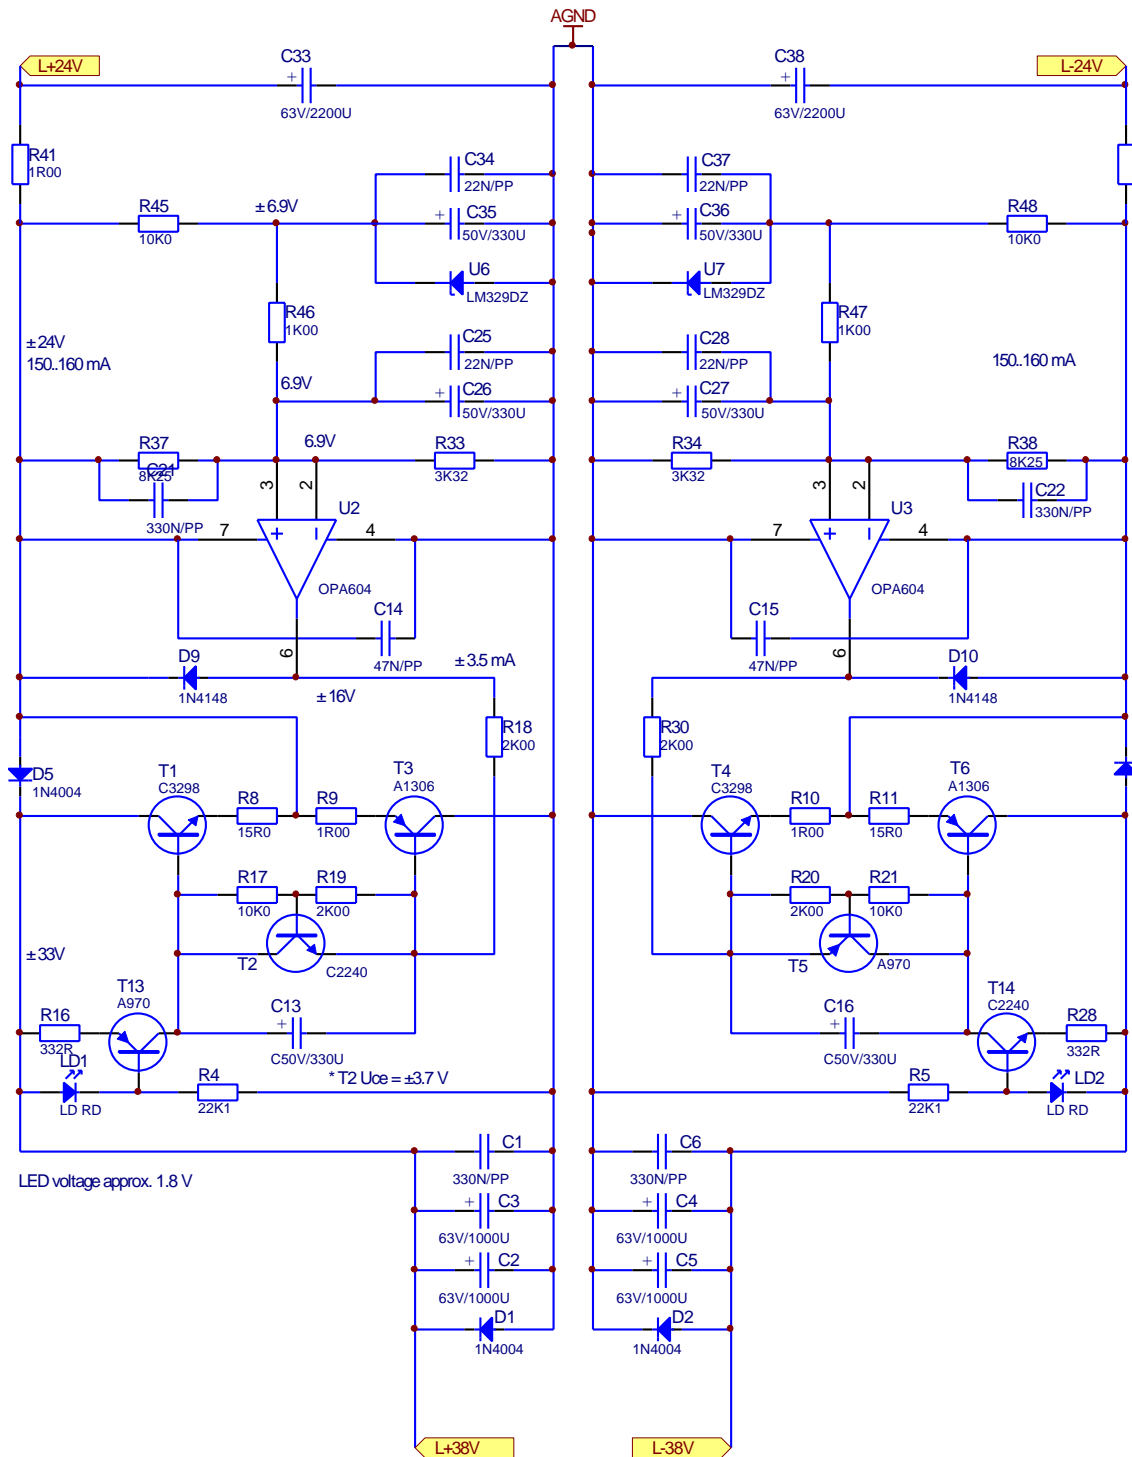 AGND
L+24V
C33
+
63V/2200U
C38
+
63V/2200U
L-24V
R41
1R00
C34
22N/PP
C37
22N/PP
R45
10K0
±6.9V
+
C35
50V/330U
+
C36
50V/330U
R48
10K0
U6
LM329DZ
U7
LM329DZ
R46
1K00
R47
1K00
±24V
150..160 mA
C25
22N/PP
C28
22N/PP
150..160 mA
6.9V
+
C26
50V/330U
+
C27
50V/330U
R37
8K25
C21
330N/PP
6.9V
R33
3K32
R34
3K32
R38
8K25
C22
330N/PP
3
2
U2
7
+
4
OPA604
3
2
U3
7
+
4
OPA604
C14
47N/PP
C15
47N/PP
6
6
D9
1N4148
±3.5 mA
±16V
D10
1N4148
R18
2K00
R30
2K00
D5
1N4004
T1
C3298
R8
15R0
R9
1R00
T3
A1306
T4
C3298
R10
1R00
R11
15R0
T6
A1306
R17
10K0
R19
2K00
R20
2K00
R21
10K0
T2
C2240
T5
A970
±33V
T13
A970
R16
332R
C13
+
C50V/330U
C16
+
C50V/330U
T14
C2240
R28
332R
LD1
LD RD
R4
22K1
* T2 Uce = ±3.7 V
R5
22K1
LD2
LD RD
C1
330N/PP
C6
330N/PP
LED voltage approx. 1.8 V
+
C3
63V/1000U
+
C4
63V/1000U
+
C2
63V/1000U
+
C5
63V/1000U
D1
1N4004
D2
1N4004
L+38V
L-38V